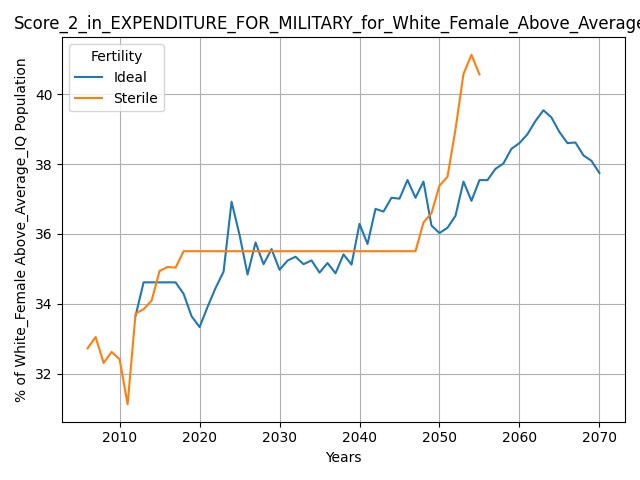 Score_2_in_EXPENDITURE_FOR_MILITARY_for_White_Female_Above_Average
Fertility
Ideal
Sterile
% of White_Female Above_Average_IQ Population
40
38
36
34
32
2010 2020 2030 2040 2050 2060 2070
Years